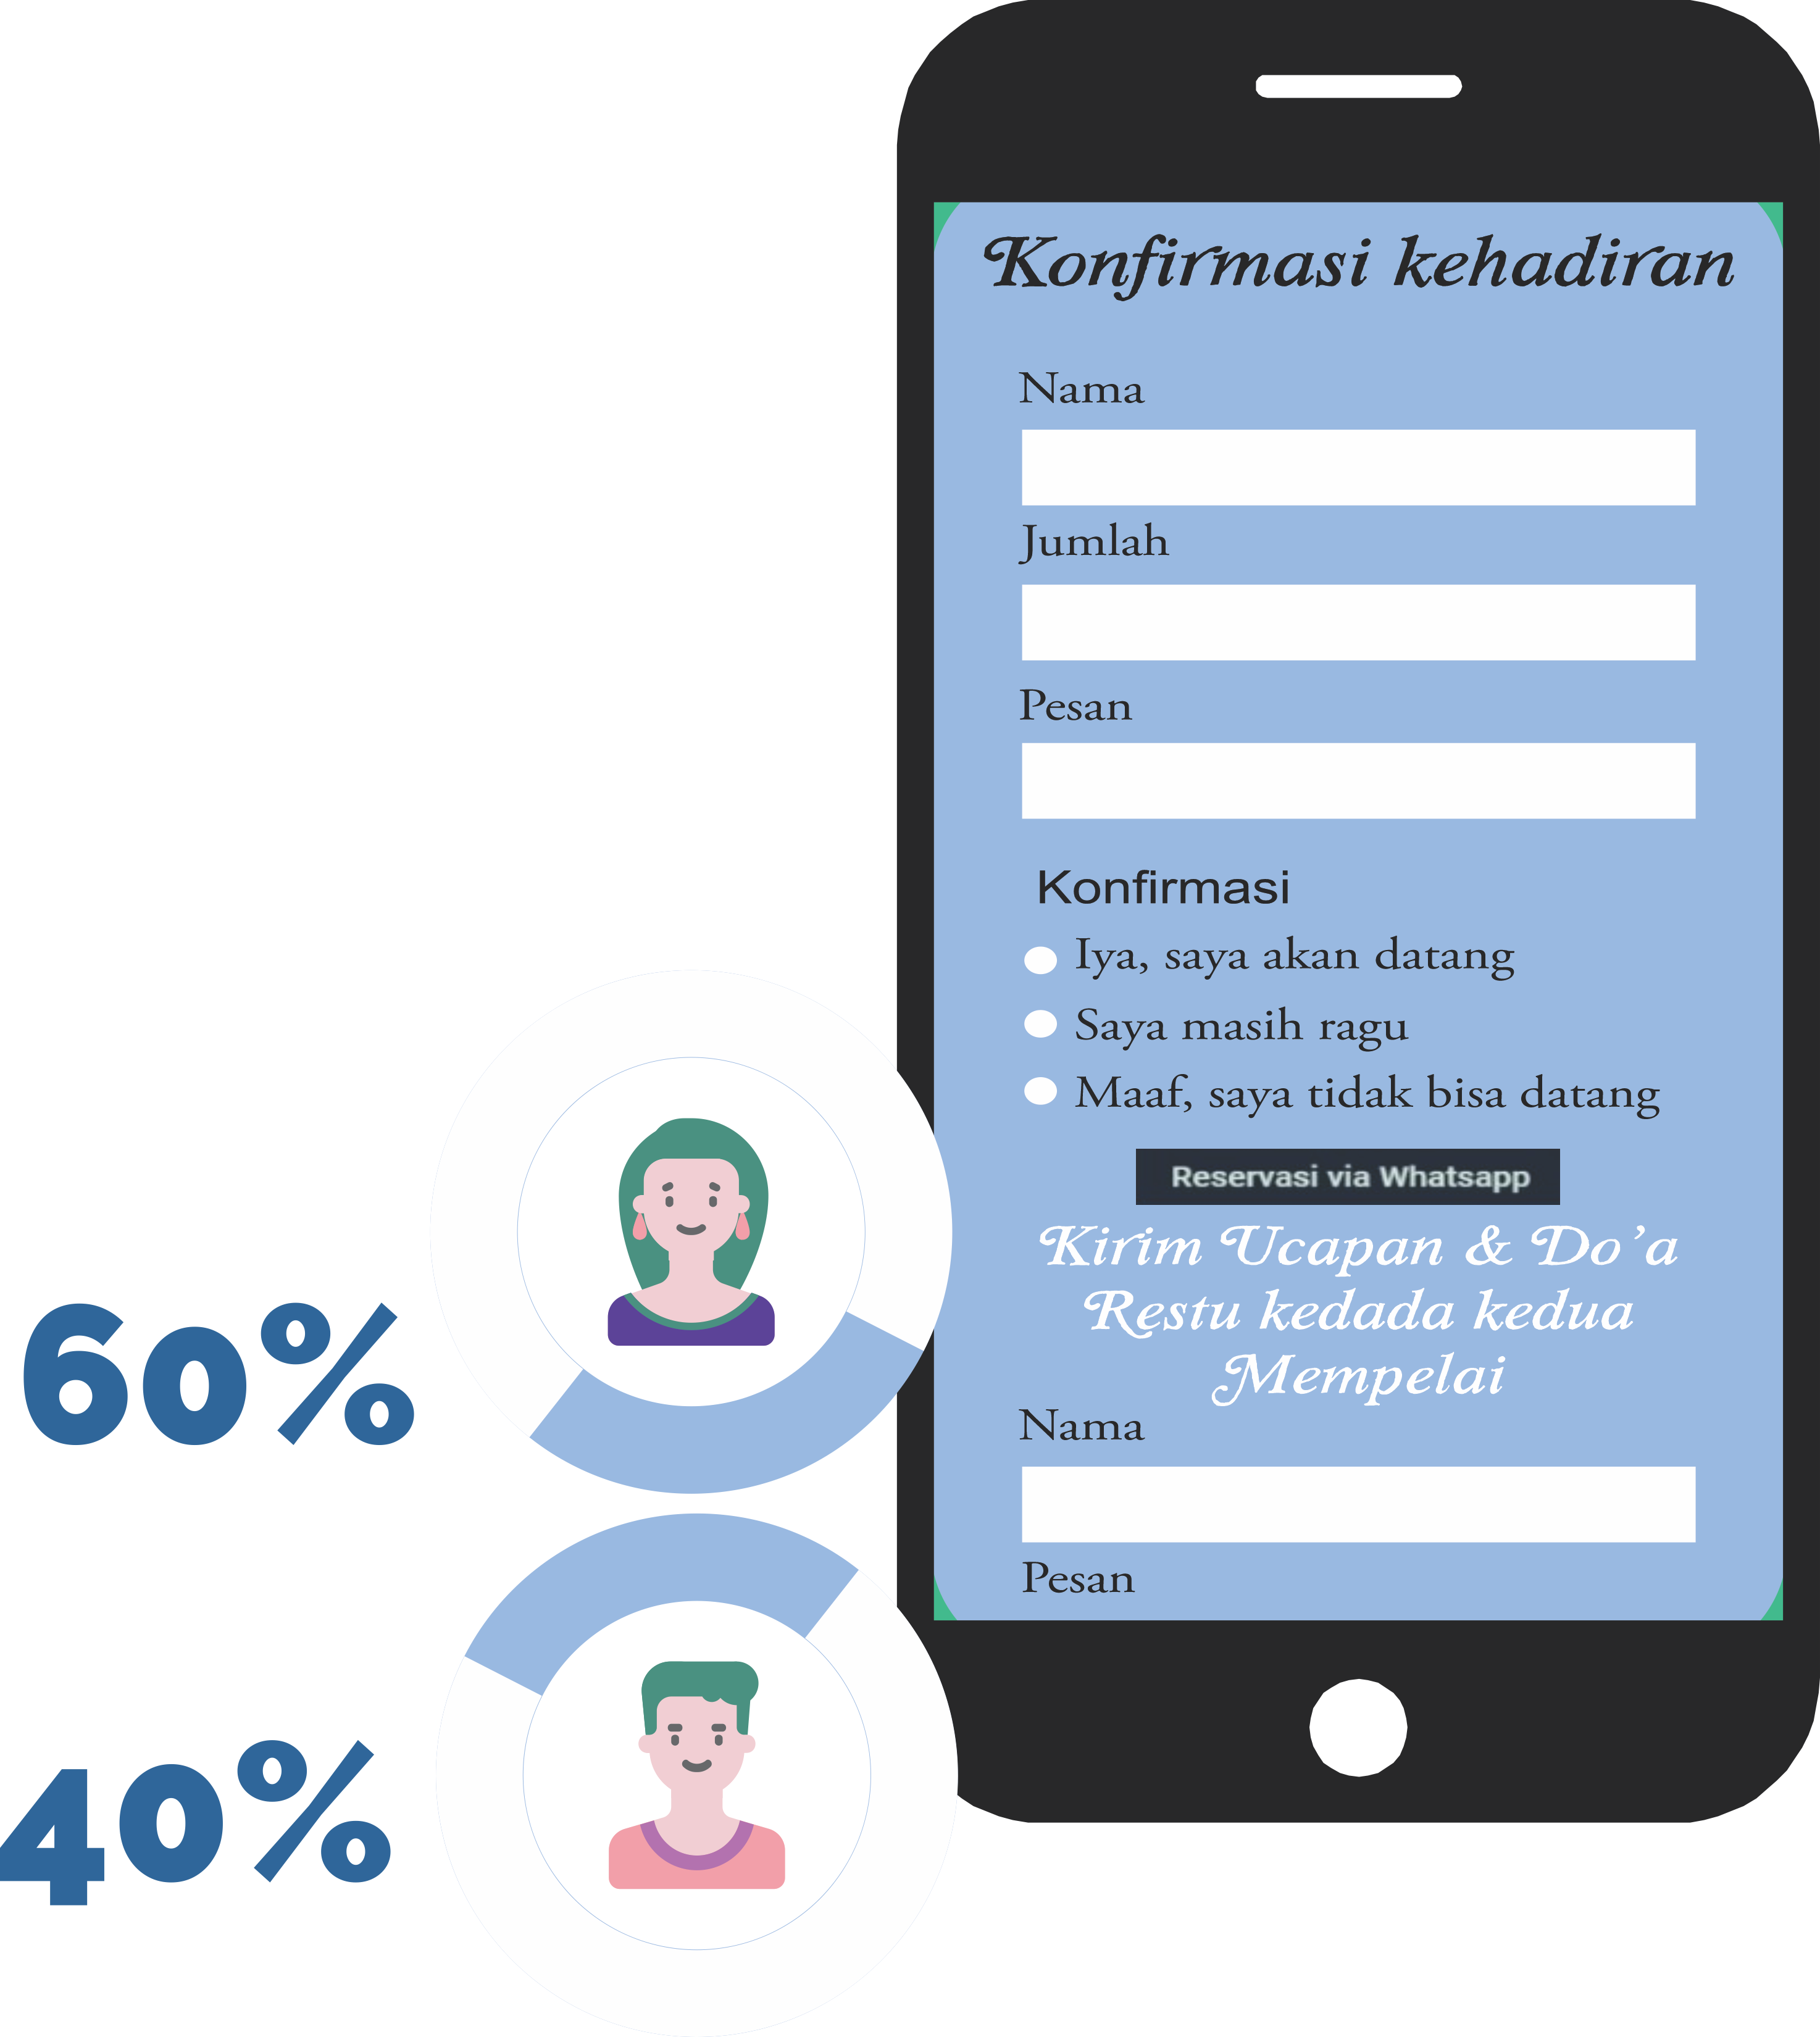 Konfirmasi kehadiran
Nama
Jumlah
Pesan
Konfirmasi
Iya, saya akan datang
Saya masih ragu
Maaf, saya tidak bisa datang
Reservasi via Whatsapp
Kirim Ucapan & Do’a
Restu kedada kedua
Mempelai
Nama
Pesan
60%
40%